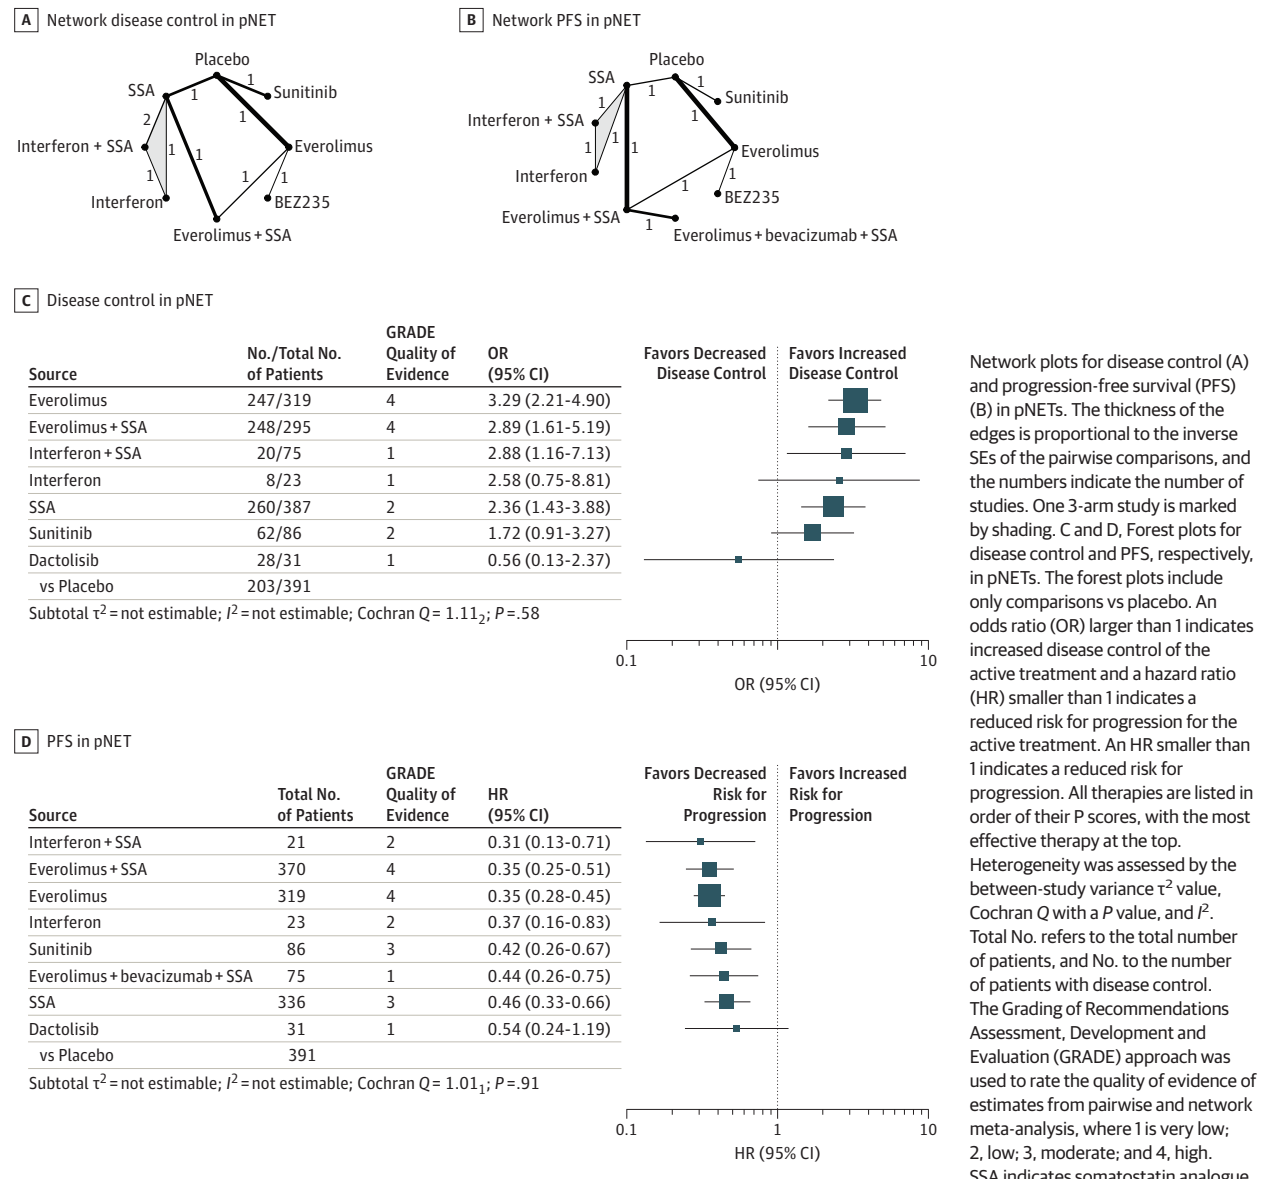 A Network disease control in pNET
Placebo
SSA
1
1
Sunitinib
2
1
Interferon + SSA
1
1
Everolimus
1
1
1
Interferon
BEZ235
Everolimus + SSA
B Network PFS in pNET
Placebo
SSA
1
1
Sunitinib
1
1
Interferon + SSA
1
1
1
Everolimus
Interferon
1
1
BEZ235
Everolimus + SSA
1
Everolimus + bevacizumab + SSA
C Disease control in pNET
Source No./Total No. of Patients GRADE Quality of Evidence OR (95% CI)
Favors Decreased Disease Control
Favors Increased Disease Control
Everolimus 247/319 4 3.29 (2.21-4.90)
Everolimus + SSA 248/295 4 2.89 (1.61-5.19)
Interferon + SSA 20/75 1 2.88 (1.16-7.13)
Interferon 8/23 1 2.58 (0.75-8.81)
SSA 260/387 2 2.36 (1.43-3.88)
Sunitinib 62/86 2 1.72 (0.91-3.27)
Dactolisib 28/31 1 0.56 (0.13-2.37)
vs Placebo 203/391
Subtotal τ² = not estimable; I² = not estimable; Cochran Q = 1.11₂; P = .58
0.1 1 10
OR (95% CI)
D PFS in pNET
Source Total No. of Patients GRADE Quality of Evidence HR (95% CI)
Favors Decreased Risk for Progression
Favors Increased Risk for Progression
Interferon + SSA 21 2 0.31 (0.13-0.71)
Everolimus + SSA 370 4 0.35 (0.25-0.51)
Everolimus 319 4 0.35 (0.28-0.45)
Interferon 23 2 0.37 (0.16-0.83)
Sunitinib 86 3 0.42 (0.26-0.67)
Everolimus + bevacizumab + SSA 75 1 0.44 (0.26-0.75)
SSA 336 3 0.46 (0.33-0.66)
Dactolisib 31 1 0.54 (0.24-1.19)
vs Placebo 391
Subtotal τ² = not estimable; I² = not estimable; Cochran Q = 1.01₁; P = .91
0.1 1 10
HR (95% CI)
Network plots for disease control (A)
and progression-free survival (PFS)
(B) in pNETs. The thickness of the
edges is proportional to the inverse
SEs of the pairwise comparisons, and
the numbers indicate the number of
studies. One 3-arm study is marked
by shading. C and D, Forest plots for
disease control and PFS, respectively,
in pNETs. The forest plots include
only comparisons vs placebo. An
odds ratio (OR) larger than 1 indicates
increased disease control of the
active treatment and a hazard ratio
(HR) smaller than 1 indicates a
reduced risk for progression for the
active treatment. An HR smaller than
1 indicates a reduced risk for
progression. All therapies are listed in
order of their P scores, with the most
effective therapy at the top.
Heterogeneity was assessed by the
between-study variance τ² value,
Cochran Q with a P value, and I².
Total No. refers to the total number
of patients, and No. to the number
of patients with disease control.
The Grading of Recommendations
Assessment, Development and
Evaluation (GRADE) approach was
used to rate the quality of evidence of
estimates from pairwise and network
meta-analysis, where 1 is very low;
2, low; 3, moderate; and 4, high.
SSA indicates somatostatin analogue